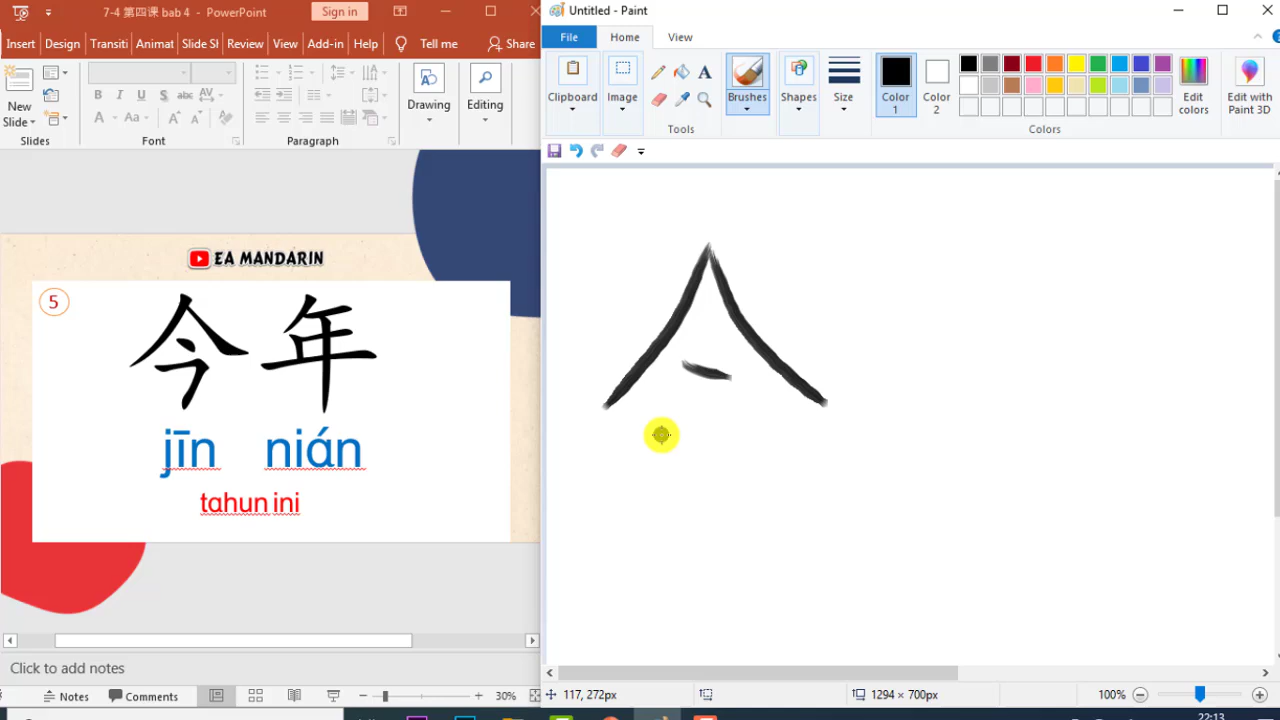 7-4 第四课 bab 4 - PowerPoint
Sign in
Insert Design Transiti Animat Slide St Review View Add-in Help Tell me Share
New Slide
Slides
Font
Paragraph
Drawing
Editing
EA MANDARIN
5
今年
jīn nián
tahun ini
Click to add notes
Notes Comments 30%
Untitled - Paint
File Home View
Clipboard
Image
Tools
Brushes
Shapes
Size
Color 1
Color 2
Colors
Edit colors
Edit with Paint 3D
117, 272px
1294 × 700px
100%
22:13